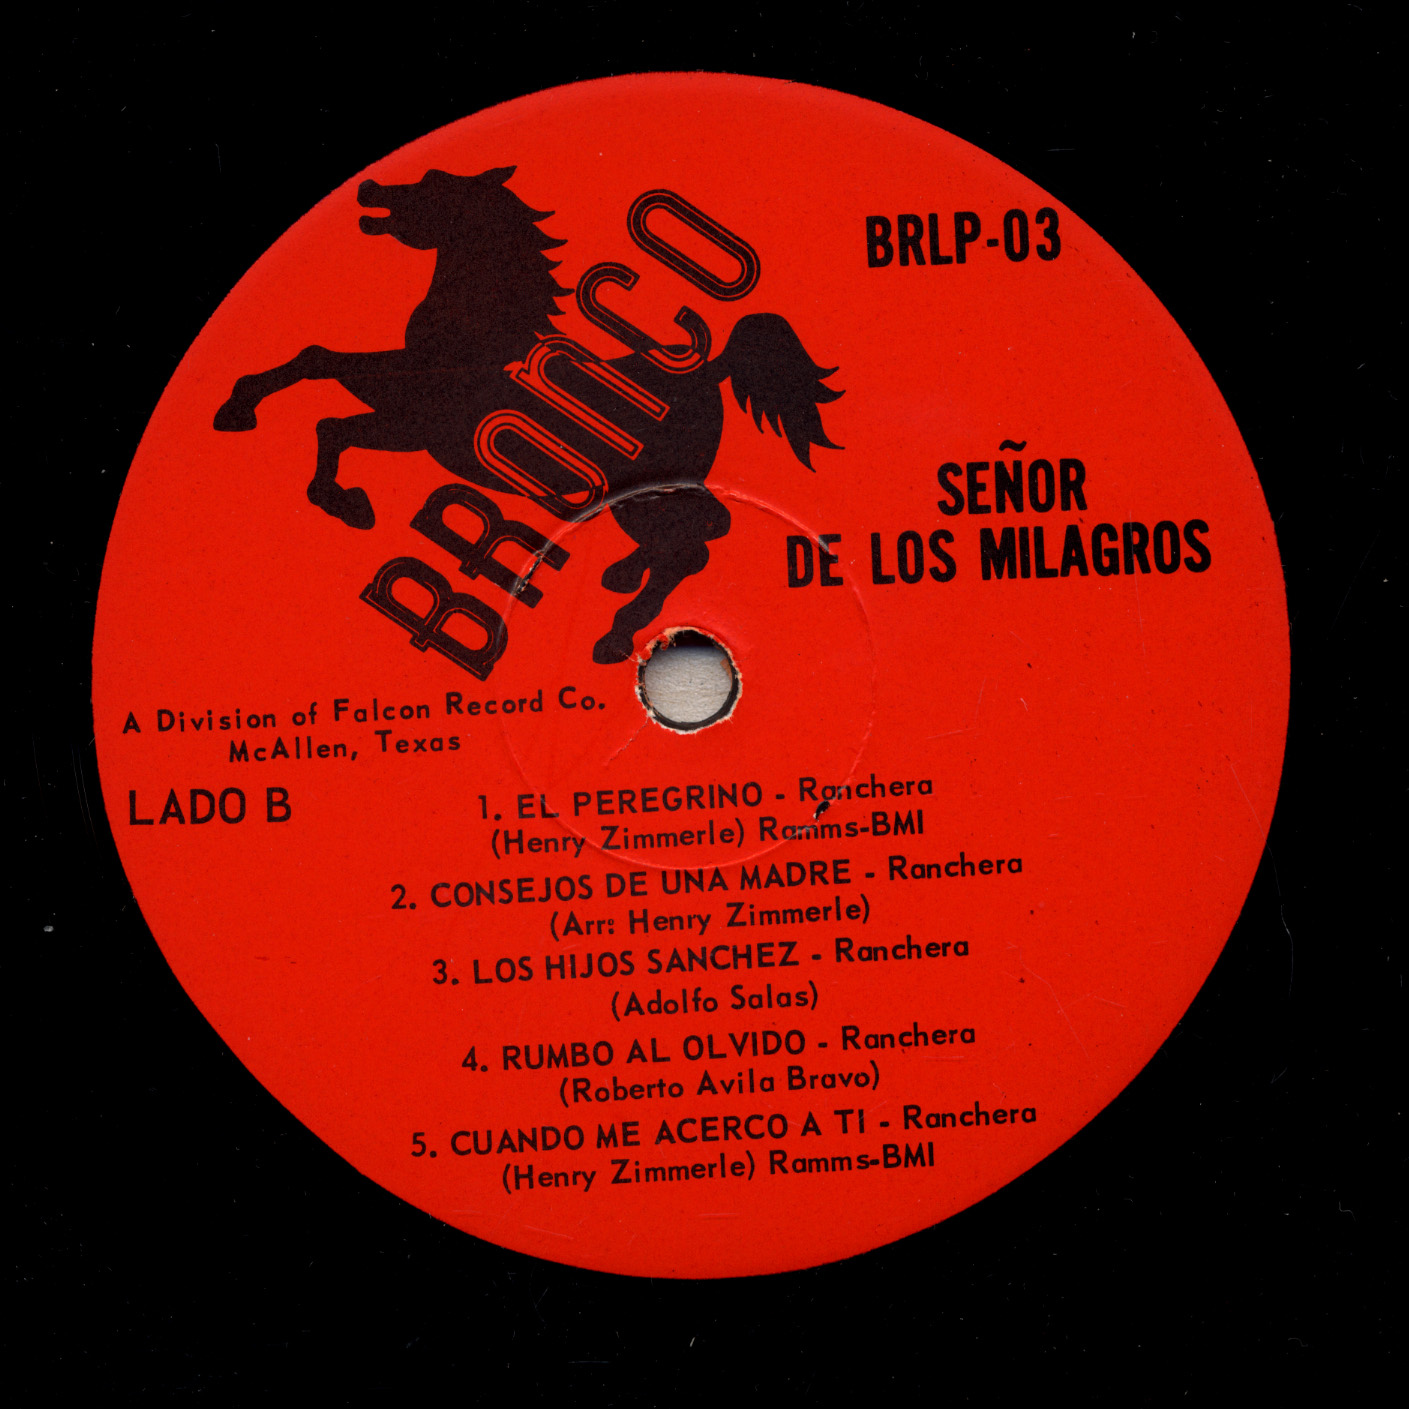 BRONCO
BRLP-03
SEÑOR
DE LOS MILAGROS
A Division of Falcon Record Co.
McAllen, Texas
LADO B
1. EL PEREGRINO - Ranchera
(Henry Zimmerle) Ramms-BMI
2. CONSEJOS DE UNA MADRE - Ranchera
(Arr: Henry Zimmerle)
3. LOS HIJOS SANCHEZ - Ranchera
(Adolfo Salas)
4. RUMBO AL OLVIDO - Ranchera
(Roberto Avila Bravo)
5. CUANDO ME ACERCO A TI - Ranchera
(Henry Zimmerle) Ramms-BMI